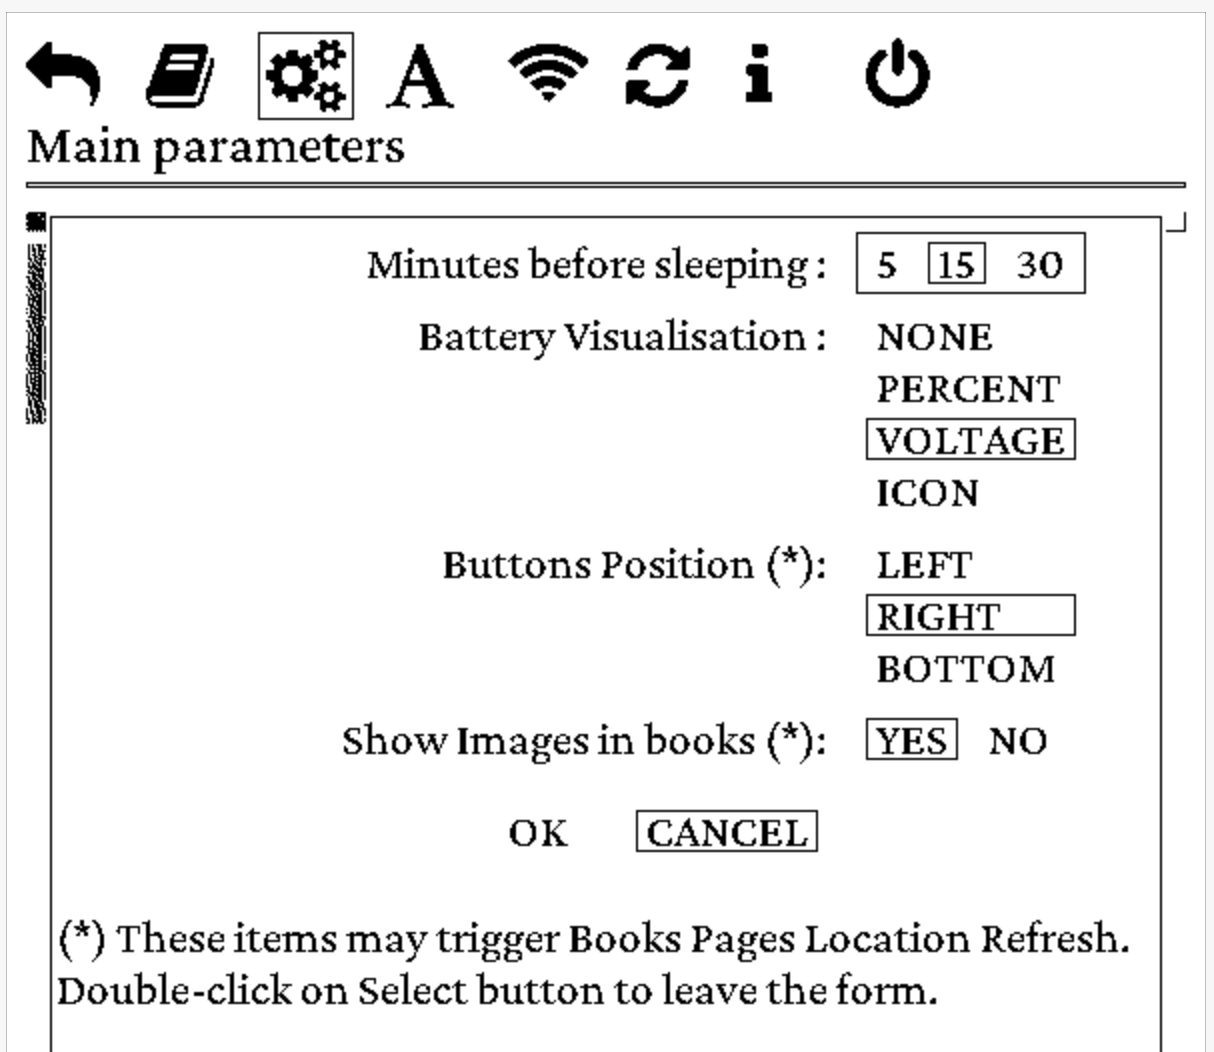 Main parameters
Minutes before sleeping : 5 15 30
Battery Visualisation : NONE
PERCENT
VOLTAGE
ICON
Buttons Position (*): LEFT
RIGHT
BOTTOM
Show Images in books (*): YES NO
OK CANCEL
(*) These items may trigger Books Pages Location Refresh.
Double-click on Select button to leave the form.